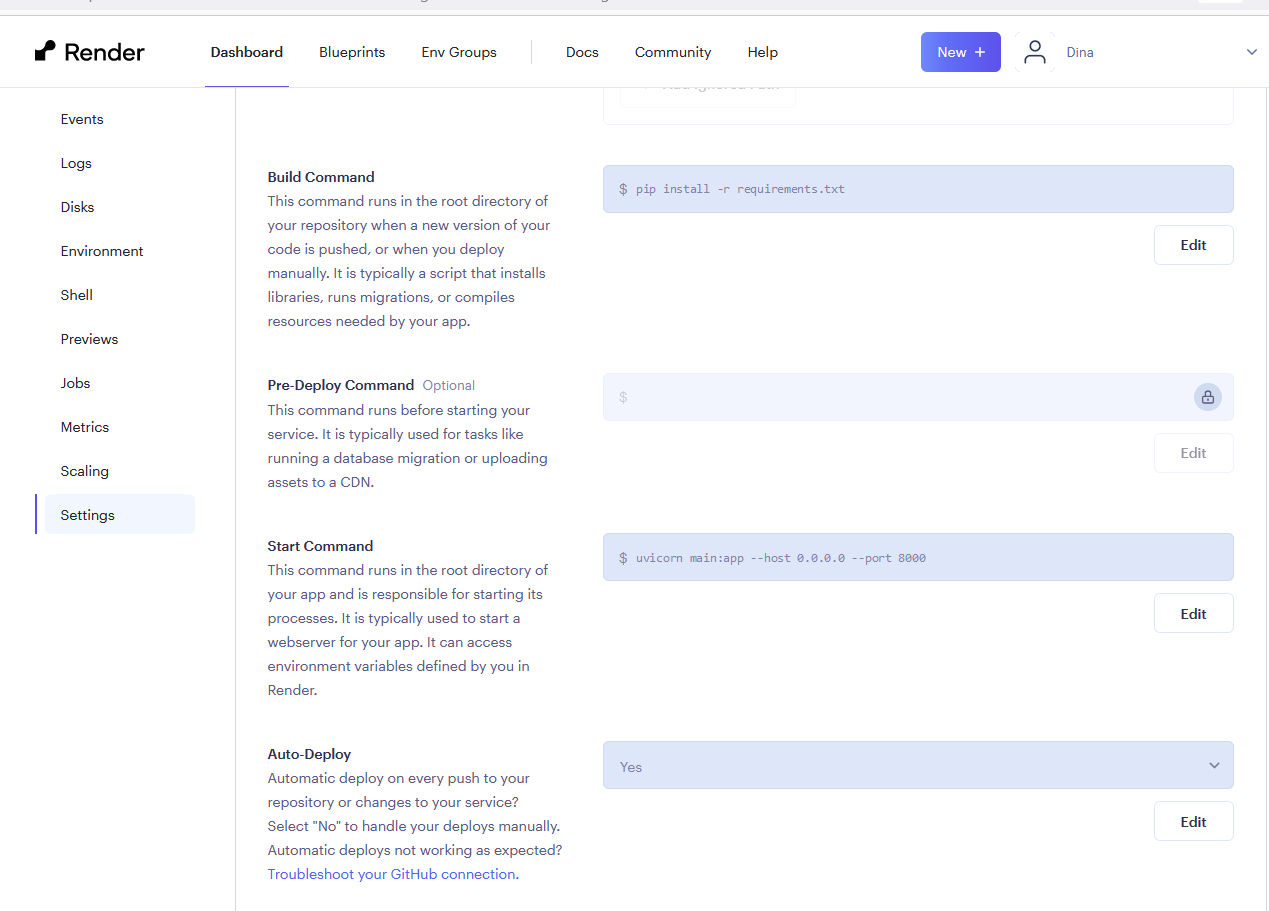 Render
Dashboard Blueprints Env Groups Docs Community Help New + Dina
Events
Logs
Disks
Environment
Shell
Previews
Jobs
Metrics
Scaling
Settings
Build Command
This command runs in the root directory of
your repository when a new version of your
code is pushed, or when you deploy
manually. It is typically a script that installs
libraries, runs migrations, or compiles
resources needed by your app.
$ pip install -r requirements.txt
Edit
Pre-Deploy Command Optional
This command runs before starting your
service. It is typically used for tasks like
running a database migration or uploading
assets to a CDN.
$
Edit
Start Command
This command runs in the root directory of
your app and is responsible for starting its
processes. It is typically used to start a
webserver for your app. It can access
environment variables defined by you in
Render.
$ uvicorn main:app --host 0.0.0.0 --port 8000
Edit
Auto-Deploy
Automatic deploy on every push to your
repository or changes to your service?
Select "No" to handle your deploys manually.
Automatic deploys not working as expected?
Troubleshoot your GitHub connection.
Yes
Edit